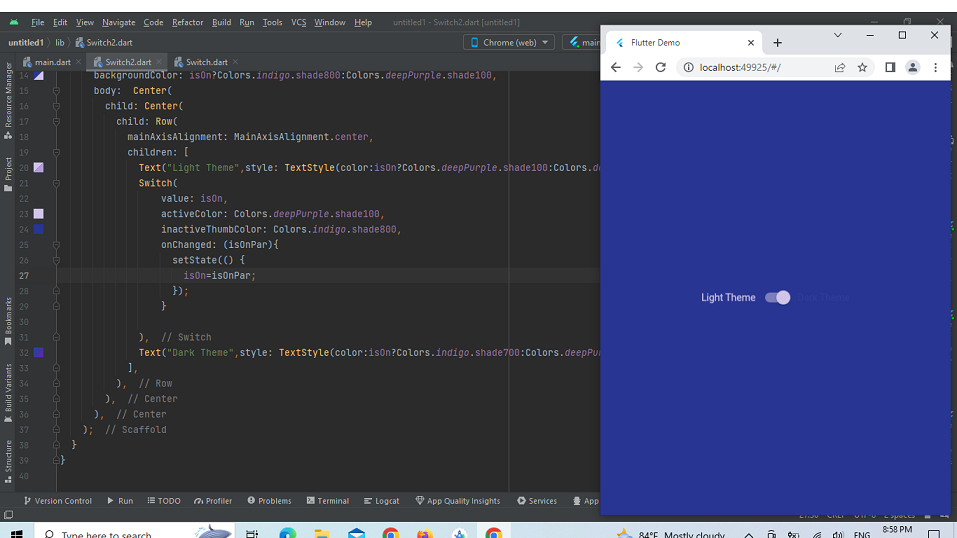 File Edit View Navigate Code Refactor Build Run Tools VCS Window Help untitled1 - Switch2.dart [untitled1]
untitled1 lib Switch2.dart Chrome (web) main
main.dart Switch2.dart Switch.dart
Resource Manager
Project
Bookmarks
Build Variants
Structure
14 backgroundColor: isOn?Colors.indigo.shade800:Colors.deepPurple.shade100,
15 body: Center(
16 child: Center(
17 child: Row(
18 mainAxisAlignment: MainAxisAlignment.center,
19 children: [
20 Text("Light Theme",style: TextStyle(color:isOn?Colors.deepPurple.shade100:Colors.d
21 Switch(
22 value: isOn,
23 activeColor: Colors.deepPurple.shade100,
24 inactiveThumbColor: Colors.indigo.shade800,
25 onChanged: (isOnPar){
26 setState(() {
27 isOn=isOnPar;
28 });
29 }
30
31 ), // Switch
32 Text("Dark Theme",style: TextStyle(color:isOn?Colors.indigo.shade700:Colors.deepPu
33 ],
34 ), // Row
35 ), // Center
36 ), // Center
37 ); // Scaffold
38 }
39 }
40
Version Control Run TODO Profiler Problems Terminal Logcat App Quality Insights Services App
Flutter Demo
localhost:49925/#/
Light Theme Dark Theme
Type here to search 84°F Mostly cloudy ENG 8:58 PM